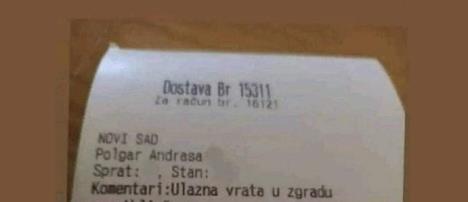 Dostava Br 15311
Za račun br. 16121
NOVI SAD
Polgar Andrasa
Sprat: , Stan:
Komentari:Ulazna vrata u zgradu